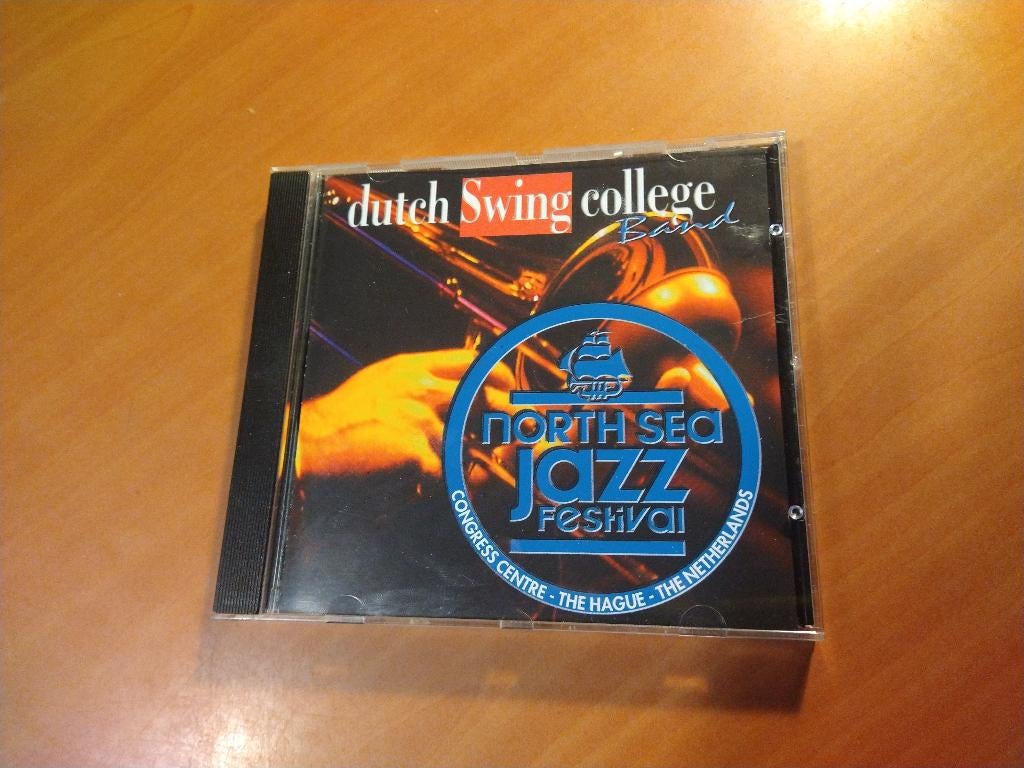 dutch Swing college
Band
NORTH SEA
JAZZ
FESTIVAL
CONGRESS CENTRE - THE HAGUE - THE NETHERLANDS